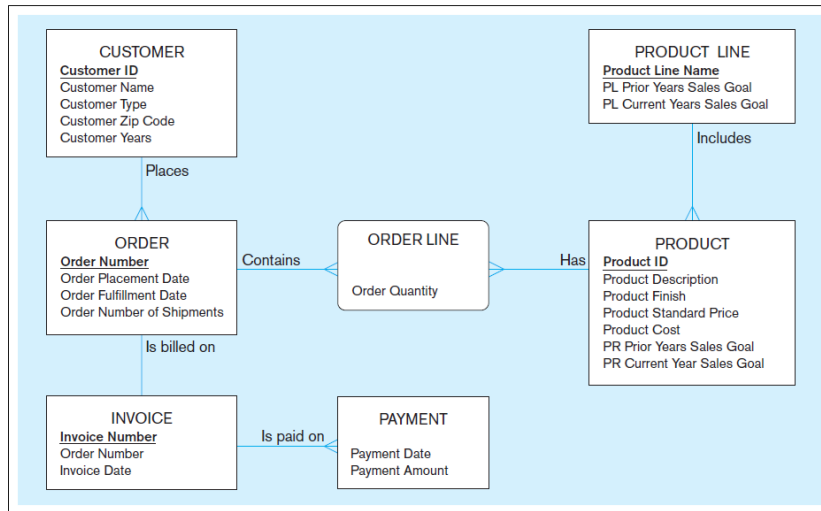 CUSTOMER
Customer ID
Customer Name
Customer Type
Customer Zip Code
Customer Years
PRODUCT LINE
Product Line Name
PL Prior Years Sales Goal
PL Current Years Sales Goal
Places
Includes
ORDER
Order Number
Order Placement Date
Order Fulfillment Date
Order Number of Shipments
Contains
ORDER LINE
Order Quantity
Has
PRODUCT
Product ID
Product Description
Product Finish
Product Standard Price
Product Cost
PR Prior Years Sales Goal
PR Current Year Sales Goal
Is billed on
INVOICE
Invoice Number
Order Number
Invoice Date
Is paid on
PAYMENT
Payment Date
Payment Amount